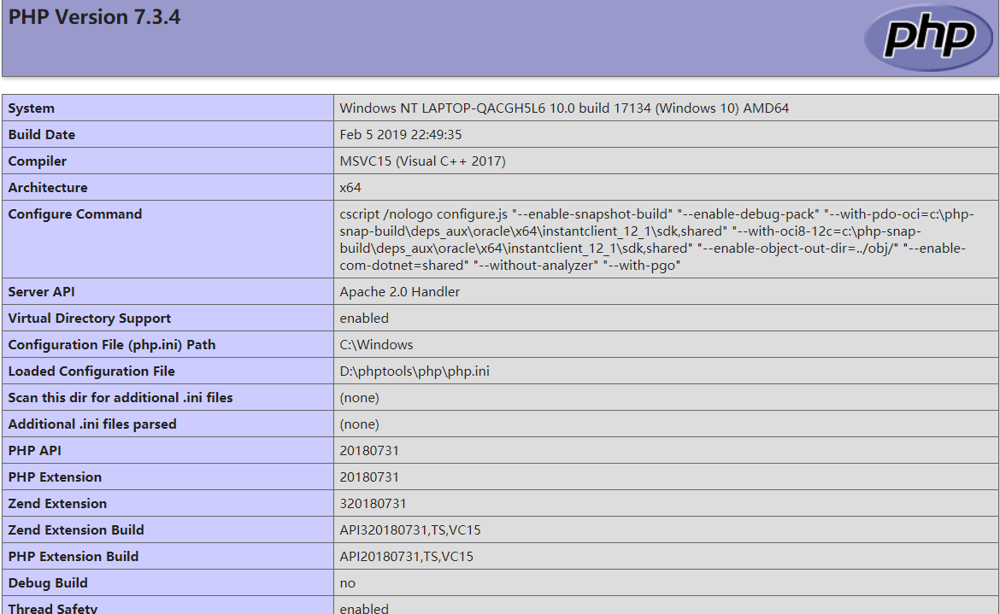 PHP Version 7.3.4
php
System Windows NT LAPTOP-QACGH5L6 10.0 build 17134 (Windows 10) AMD64
Build Date Feb 5 2019 22:49:35
Compiler MSVC15 (Visual C++ 2017)
Architecture x64
Configure Command cscript /nologo configure.js "--enable-snapshot-build" "--enable-debug-pack" "--with-pdo-oci=c:\php-
snap-build\deps_aux\oracle\x64\instantclient_12_1\sdk,shared" "--with-oci8-12c=c:\php-snap-
build\deps_aux\oracle\x64\instantclient_12_1\sdk,shared" "--enable-object-out-dir=../obj/" "--enable-
com-dotnet=shared" "--without-analyzer" "--with-pgo"
Server API Apache 2.0 Handler
Virtual Directory Support enabled
Configuration File (php.ini) Path C:\Windows
Loaded Configuration File D:\phptools\php\php.ini
Scan this dir for additional .ini files (none)
Additional .ini files parsed (none)
PHP API 20180731
PHP Extension 20180731
Zend Extension 320180731
Zend Extension Build API320180731,TS,VC15
PHP Extension Build API20180731,TS,VC15
Debug Build no
Thread Safety enabled